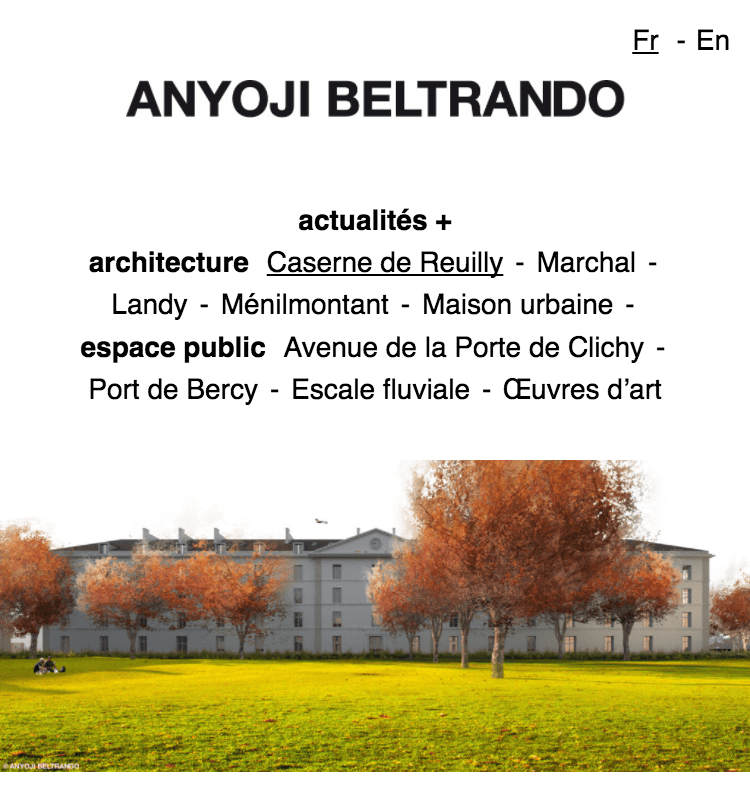 Fr - En
ANYOJI BELTRANDO
actualités +
architecture Caserne de Reuilly - Marchal -
Landy - Ménilmontant - Maison urbaine -
espace public Avenue de la Porte de Clichy -
Port de Bercy - Escale fluviale - Œuvres d’art
©ANYOJI BELTRANDO